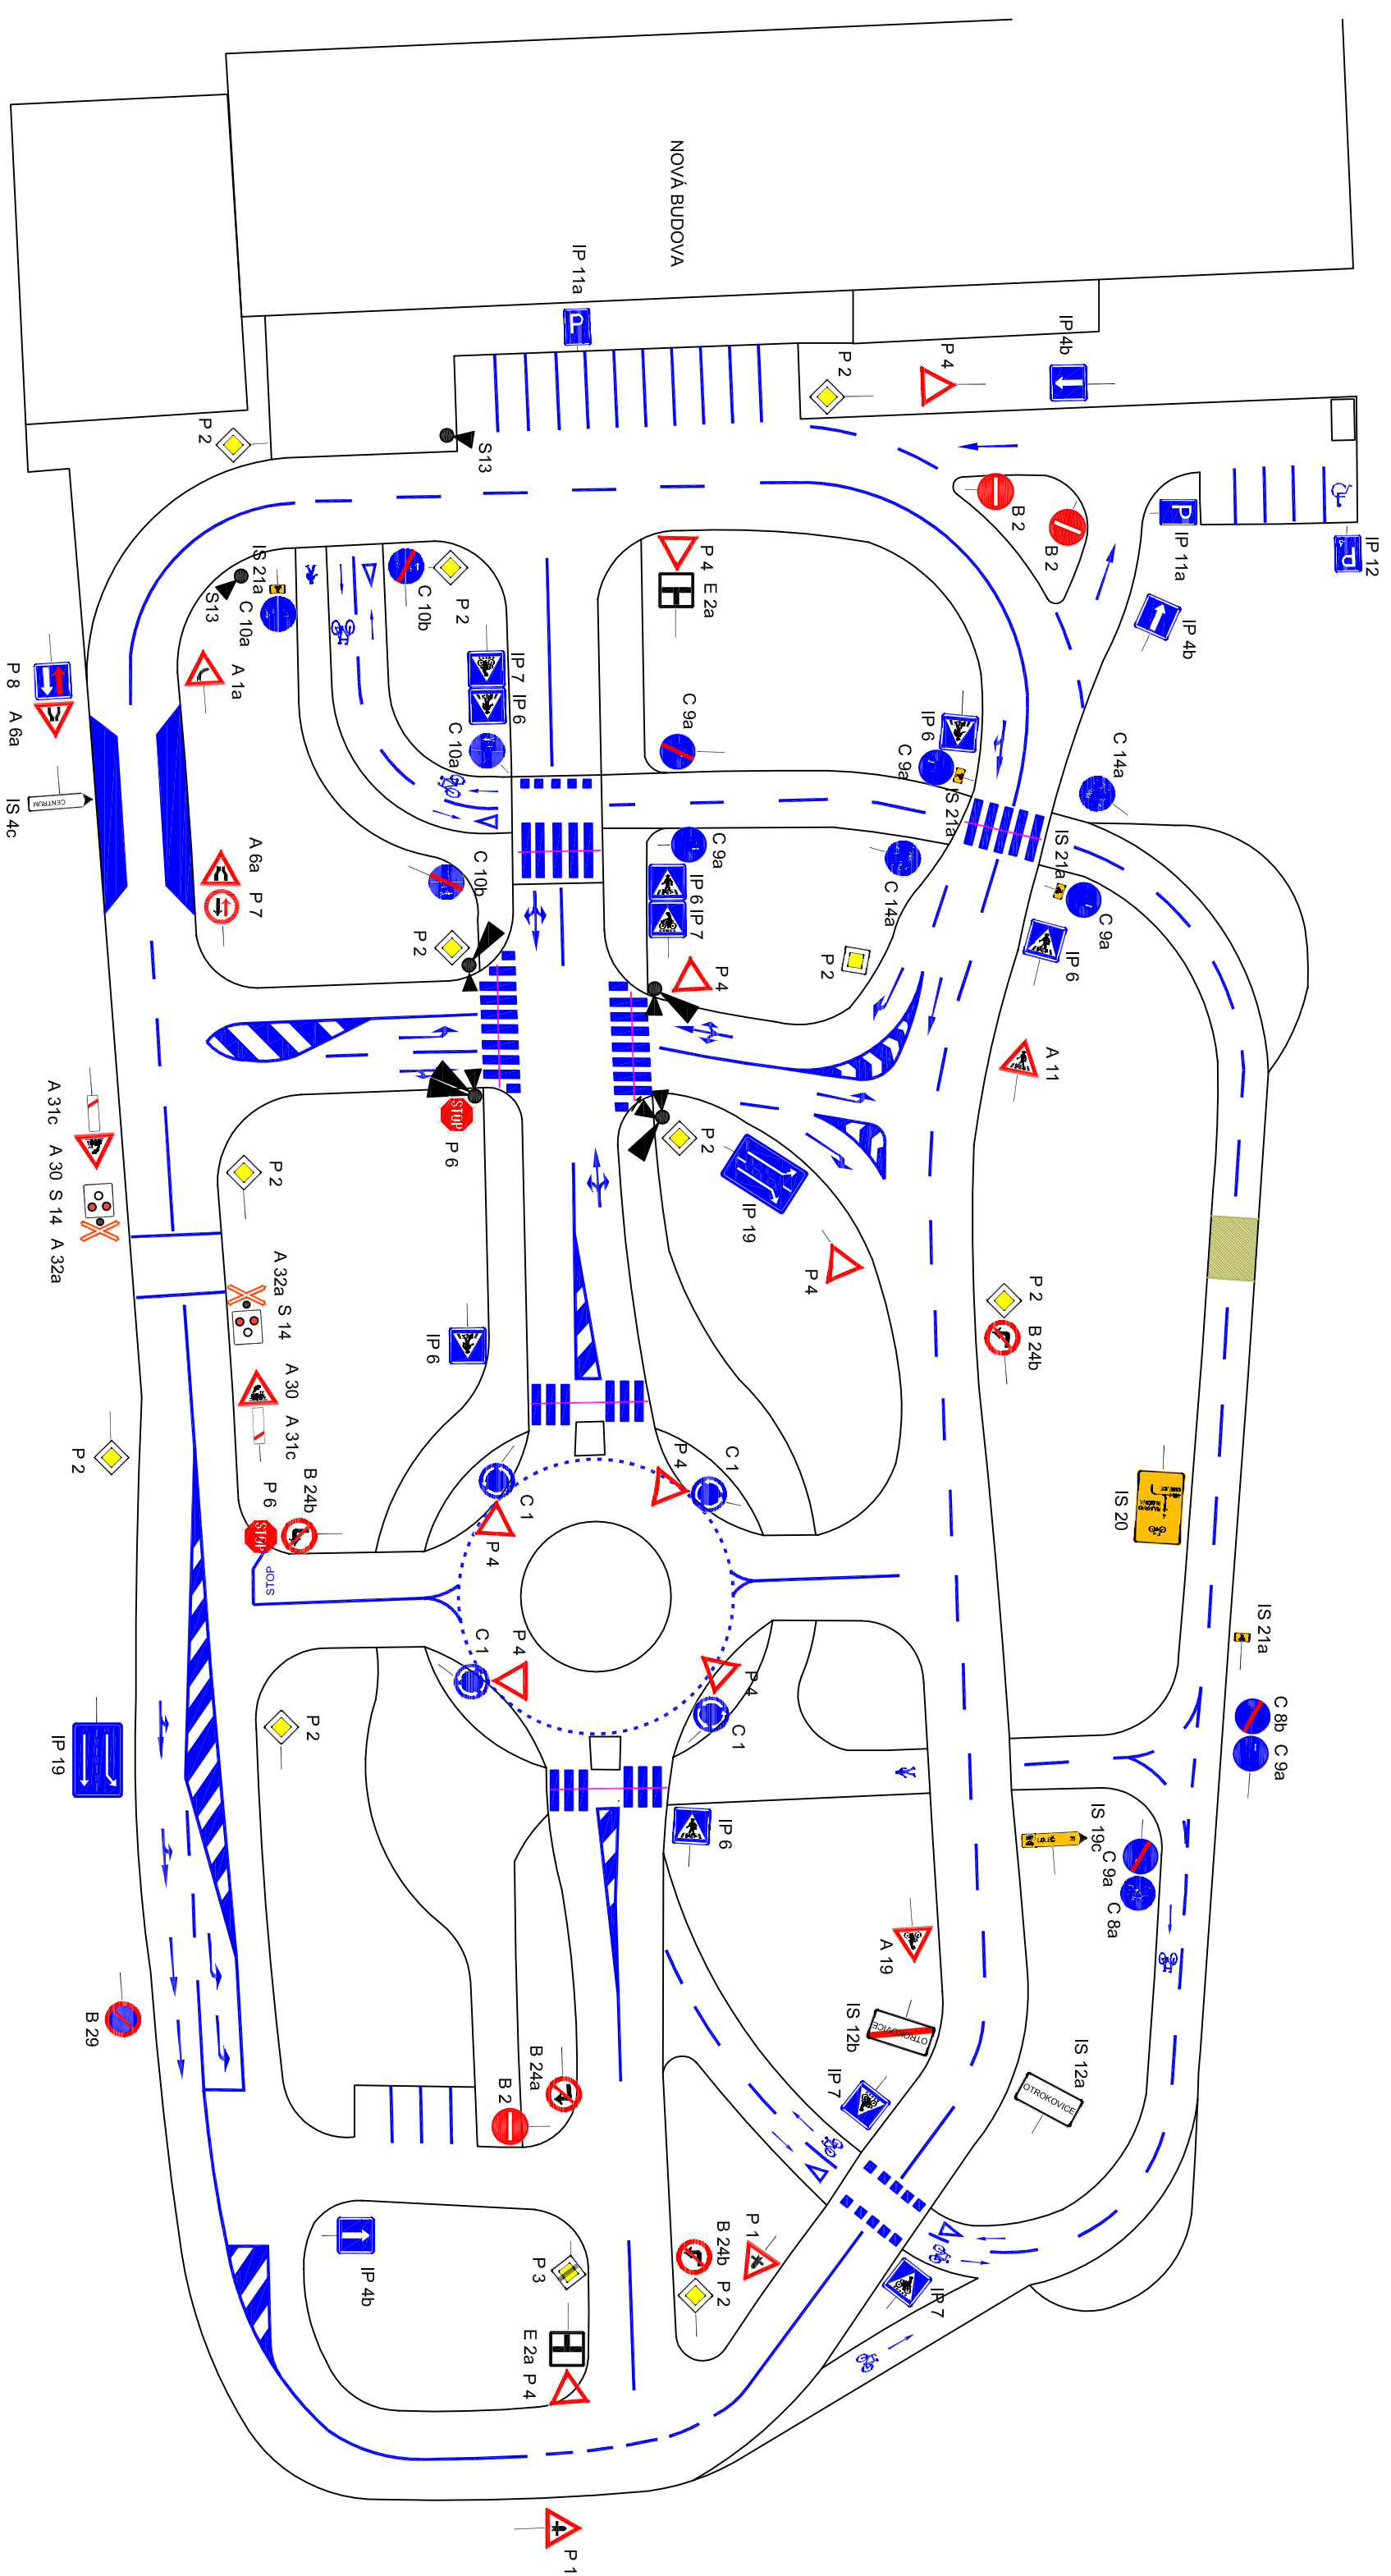 NOVÁ BUDOVA
IP 11a
P 2
P 4
IP 4b
P 2
S13
B 2
B 2
IP 11a
IP 12
IP 4b
P 4 E 2a
IS 21a
S13
C 10a
C 10b
P 2
A 1a
IP 7
IP 6
C 10a
C 9a
IP 6
C 9a
IS 21a
C 14a
P 8 A 6a
IS 4c
CENTRUM
A 6a P 7
C 10b
P 2
C 9a
IP 6 IP 7
P 4
C 14a
P 2
IS 21a
C 9a
IP 6
A 11
A 31c A 30 S 14 A 32a
P 2
STOP
P 6
P 2
IP 19
P 4
A 32a S 14
A 30 A 31c
IP 6
P 2
B 24b
P 2
P 6
STOP
B 24b
STOP
C 1
P 4
P 4
C 1
IS 20
IS 21a
C 8b C 9a
IP 19
P 2
C 1
P 4
P 4
C 1
IP 6
IS 19c
C 9a
C 8a
A 19
B 29
B 24a
B 2
IS 12b
OTROKOVICE
IS 12a
OTROKOVICE
IP 7
IP 4b
P 3
E 2a P 4
B 24b P 2
P 1
IP 7
P 1